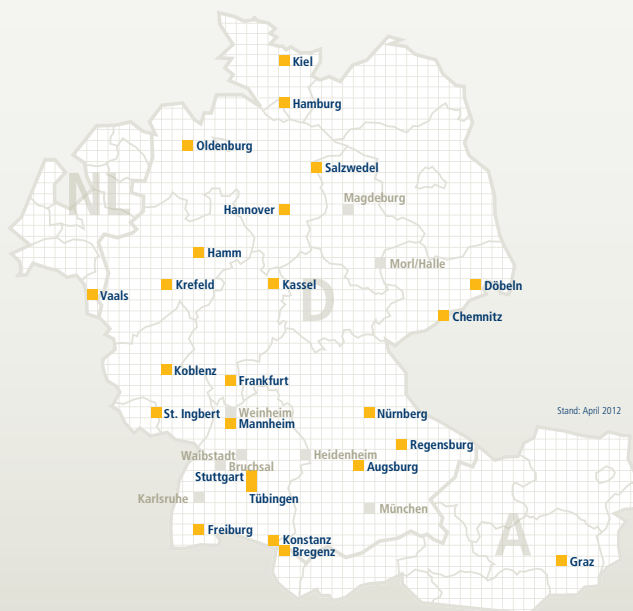 Kiel
Hamburg
Oldenburg
Salzwedel
NL
Magdeburg
Hannover
Hamm
Morl/Halle
Krefeld
Kassel
Döbeln
Vaals
D
Chemnitz
Koblenz
Frankfurt
St. Ingbert
Weinheim
Nürnberg
Stand: April 2012
Mannheim
Regensburg
Waibstadt
Heidenheim
Bruchsal
Augsburg
Stuttgart
Karlsruhe
Tübingen
München
Freiburg
A
Konstanz
Bregenz
Graz